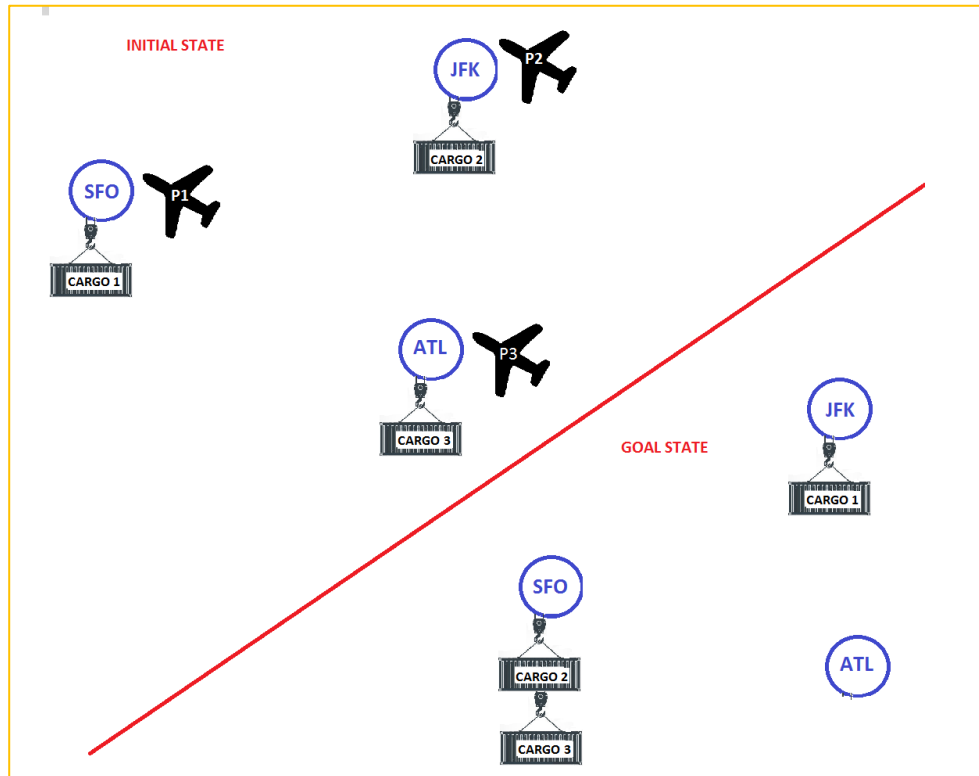 INITIAL STATE
JFK
P2
CARGO 2
SFO
P1
CARGO 1
ATL
P3
CARGO 3
GOAL STATE
JFK
CARGO 1
SFO
CARGO 2
CARGO 3
ATL